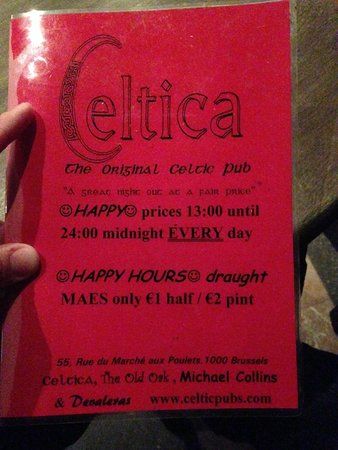 Celtica
The Original Celtic Pub
"A great night out at a fair price"
☺HAPPY☺ prices 13:00 until
24:00 midnight EVERY day
☺HAPPY HOURS☺ draught
MAES only €1 half / €2 pint
55, Rue du Marché aux Poulets, 1000 Brussels
Celtica, The Old Oak, Michael Collins
& Devaleras www.celticpubs.com